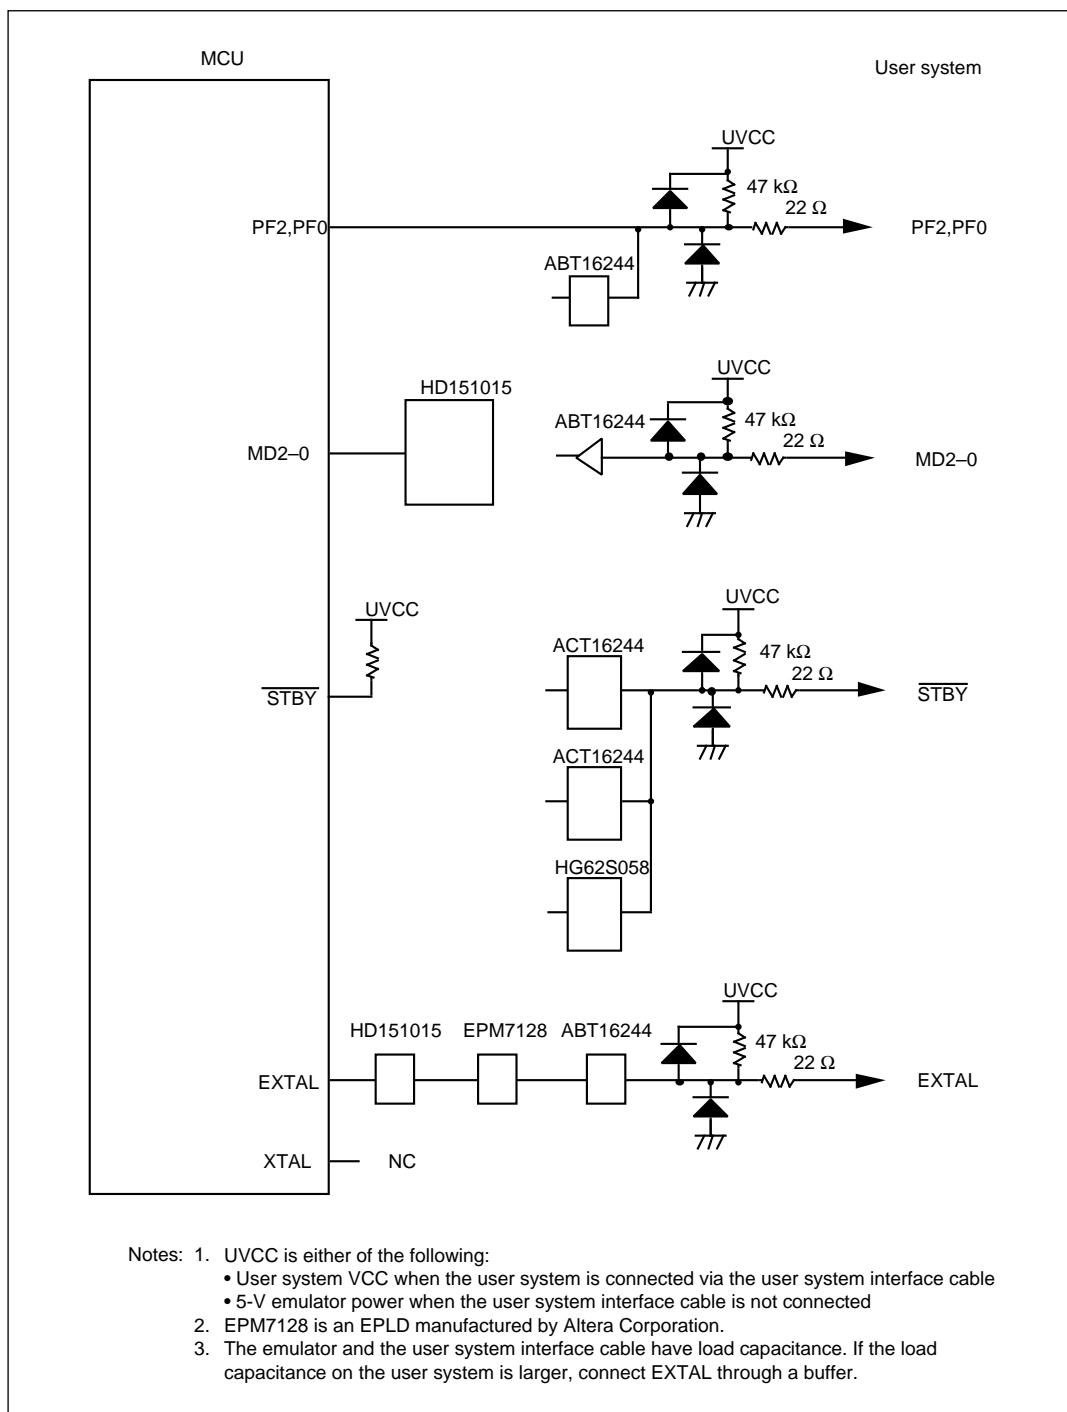 MCU
User system
UVCC
47 kΩ
22 Ω
PF2,PF0
PF2,PF0
ABT16244
UVCC
HD151015
ABT16244
47 kΩ
22 Ω
MD2–0
MD2–0
UVCC
UVCC
ACT16244
47 kΩ
22 Ω
STBY
STBY
ACT16244
HG62S058
UVCC
HD151015 EPM7128 ABT16244
47 kΩ
22 Ω
EXTAL
EXTAL
XTAL
NC
Notes: 1. UVCC is either of the following:
• User system VCC when the user system is connected via the user system interface cable
• 5-V emulator power when the user system interface cable is not connected
2. EPM7128 is an EPLD manufactured by Altera Corporation.
3. The emulator and the user system interface cable have load capacitance. If the load
capacitance on the user system is larger, connect EXTAL through a buffer.